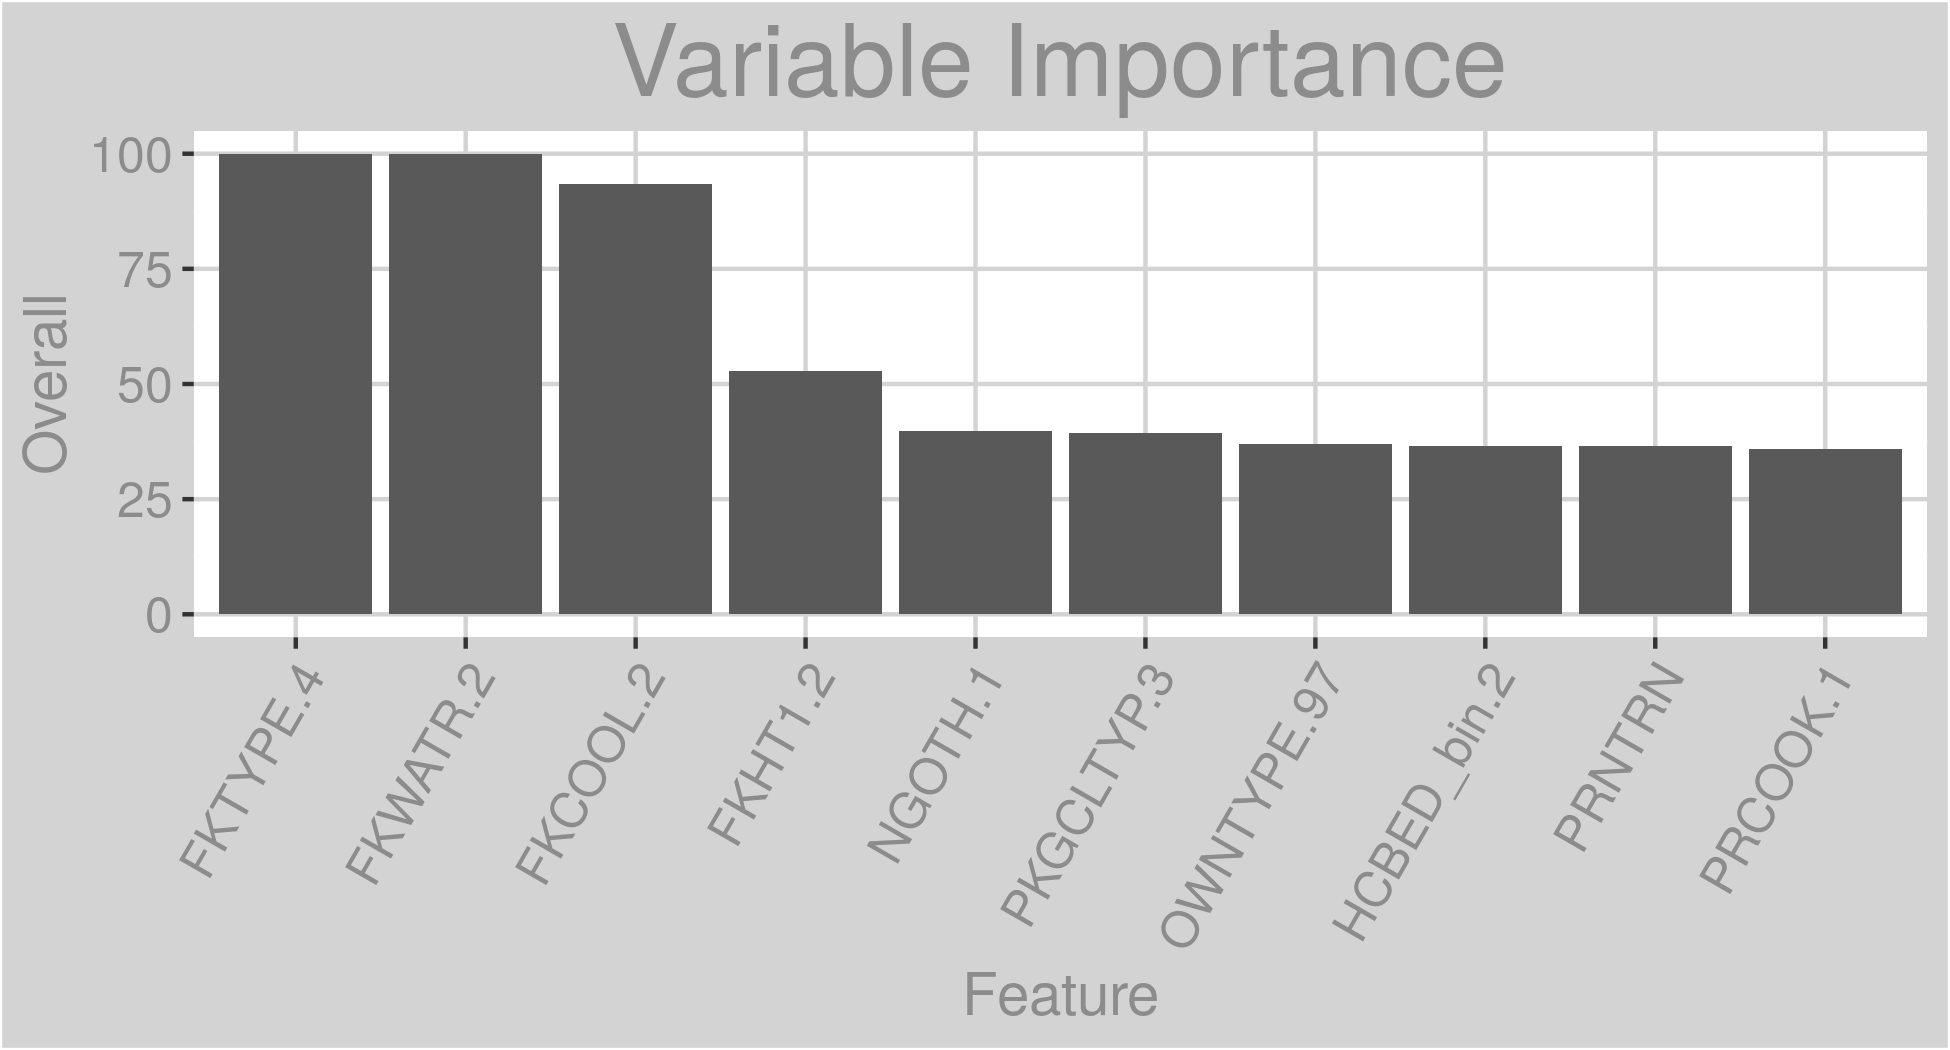 Variable Importance
Overall
100
75
50
25
0
FKTYPE.4
FKWATR.2
FKCOOL.2
FKHT1.2
NGOTH.1
PKGCLTYP.3
OWNTYPE.97
HCBED_bin.2
PRNTRN
PRCOOK.1
Feature